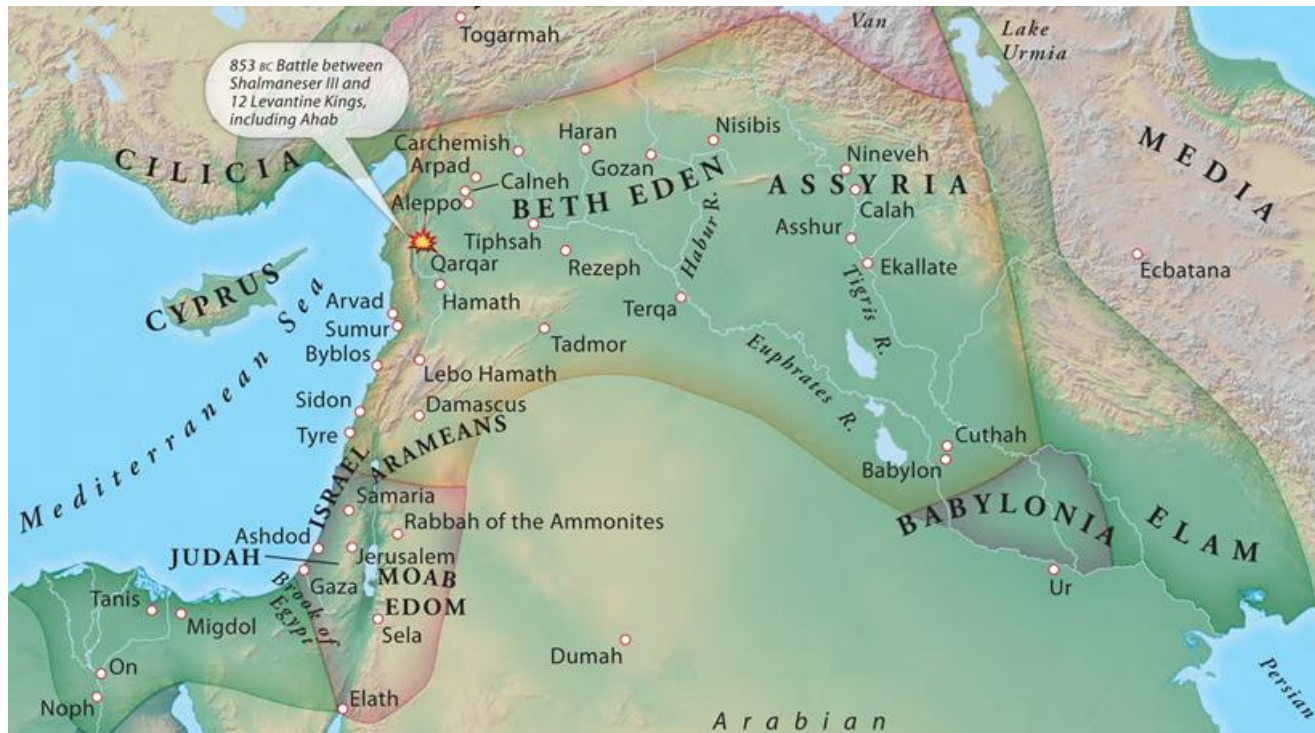 Togarmah
Van
Lake
Urmia
853 BC Battle between
Shalmaneser III and
12 Levantine Kings,
including Ahab
CILICIA
Carchemish
Haran
Nisibis
Arpad
Gozan
Nineveh
MEDIA
Calneh
BETH EDEN
ASSYRIA
Aleppo
Calah
Tiphsah
Habur R.
Asshur
Qarqar
Rezeph
Ekallate
Ecbatana
CYPRUS
Hamath
Terqa
Tigris R.
Arvad
Sumur
Tadmor
Byblos
Lebo Hamath
Euphrates R.
Mediterranean Sea
Sidon
Damascus
Tyre
ARAMEANS
Cuthah
Babylon
ISRAEL
Samaria
BABYLONIA
ELAM
Rabbah of the Ammonites
Ashdod
JUDAH
Jerusalem
Gaza
MOAB
Ur
Brook of
Egypt
EDOM
Tanis
Migdol
Sela
Dumah
On
Noph
Elath
Persian
Arabian